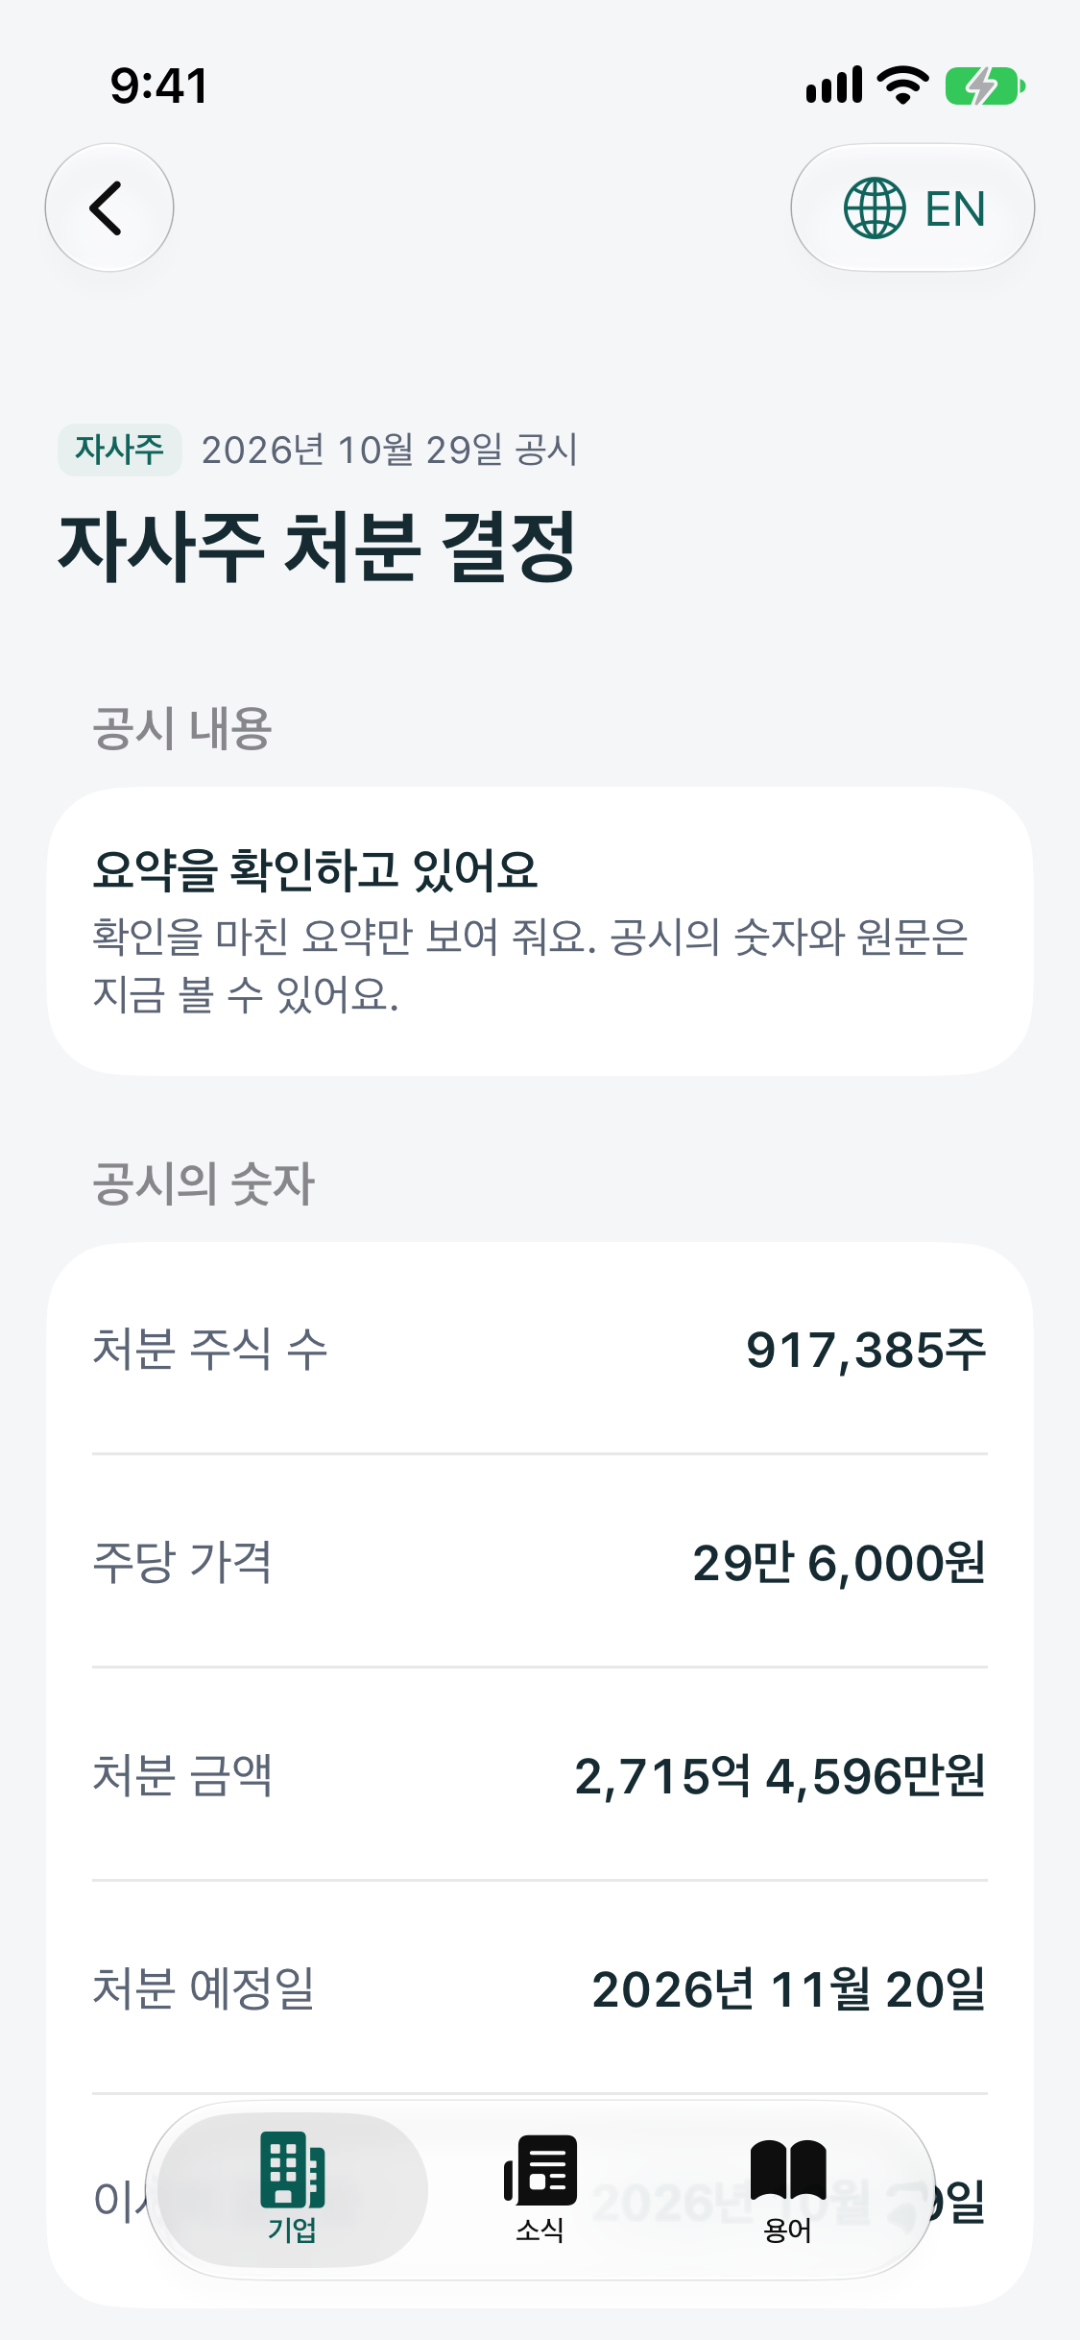 9:41
EN
자사주 2026년 10월 29일 공시
자사주 처분 결정
공시 내용
요약을 확인하고 있어요
확인을 마친 요약만 보여 줘요. 공시의 숫자와 원문은
지금 볼 수 있어요.
공시의 숫자
처분 주식 수 917,385주
주당 가격 29만 6,000원
처분 금액 2,715억 4,596만원
처분 예정일 2026년 11월 20일
2026년
기업 소식 용어